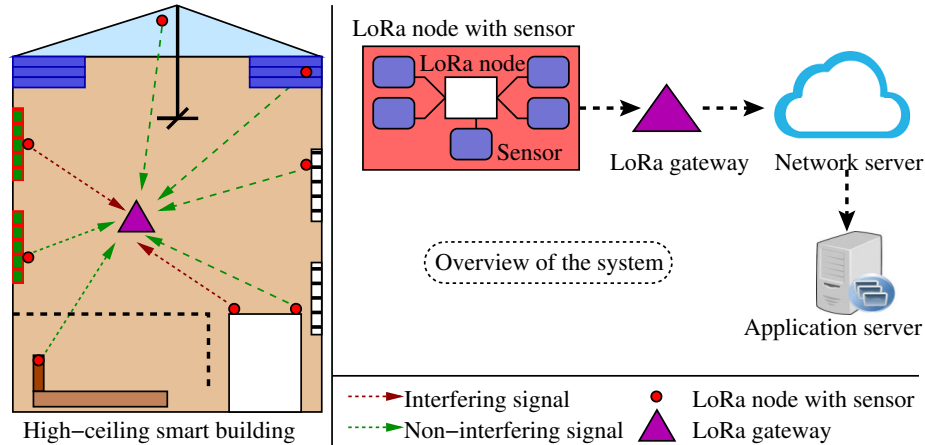 LoRa node with sensor
LoRa node
Sensor
LoRa gateway
Network server
Overview of the system
Application server
Interfering signal
LoRa node with sensor
Non−interfering signal
LoRa gateway
High−ceiling smart building